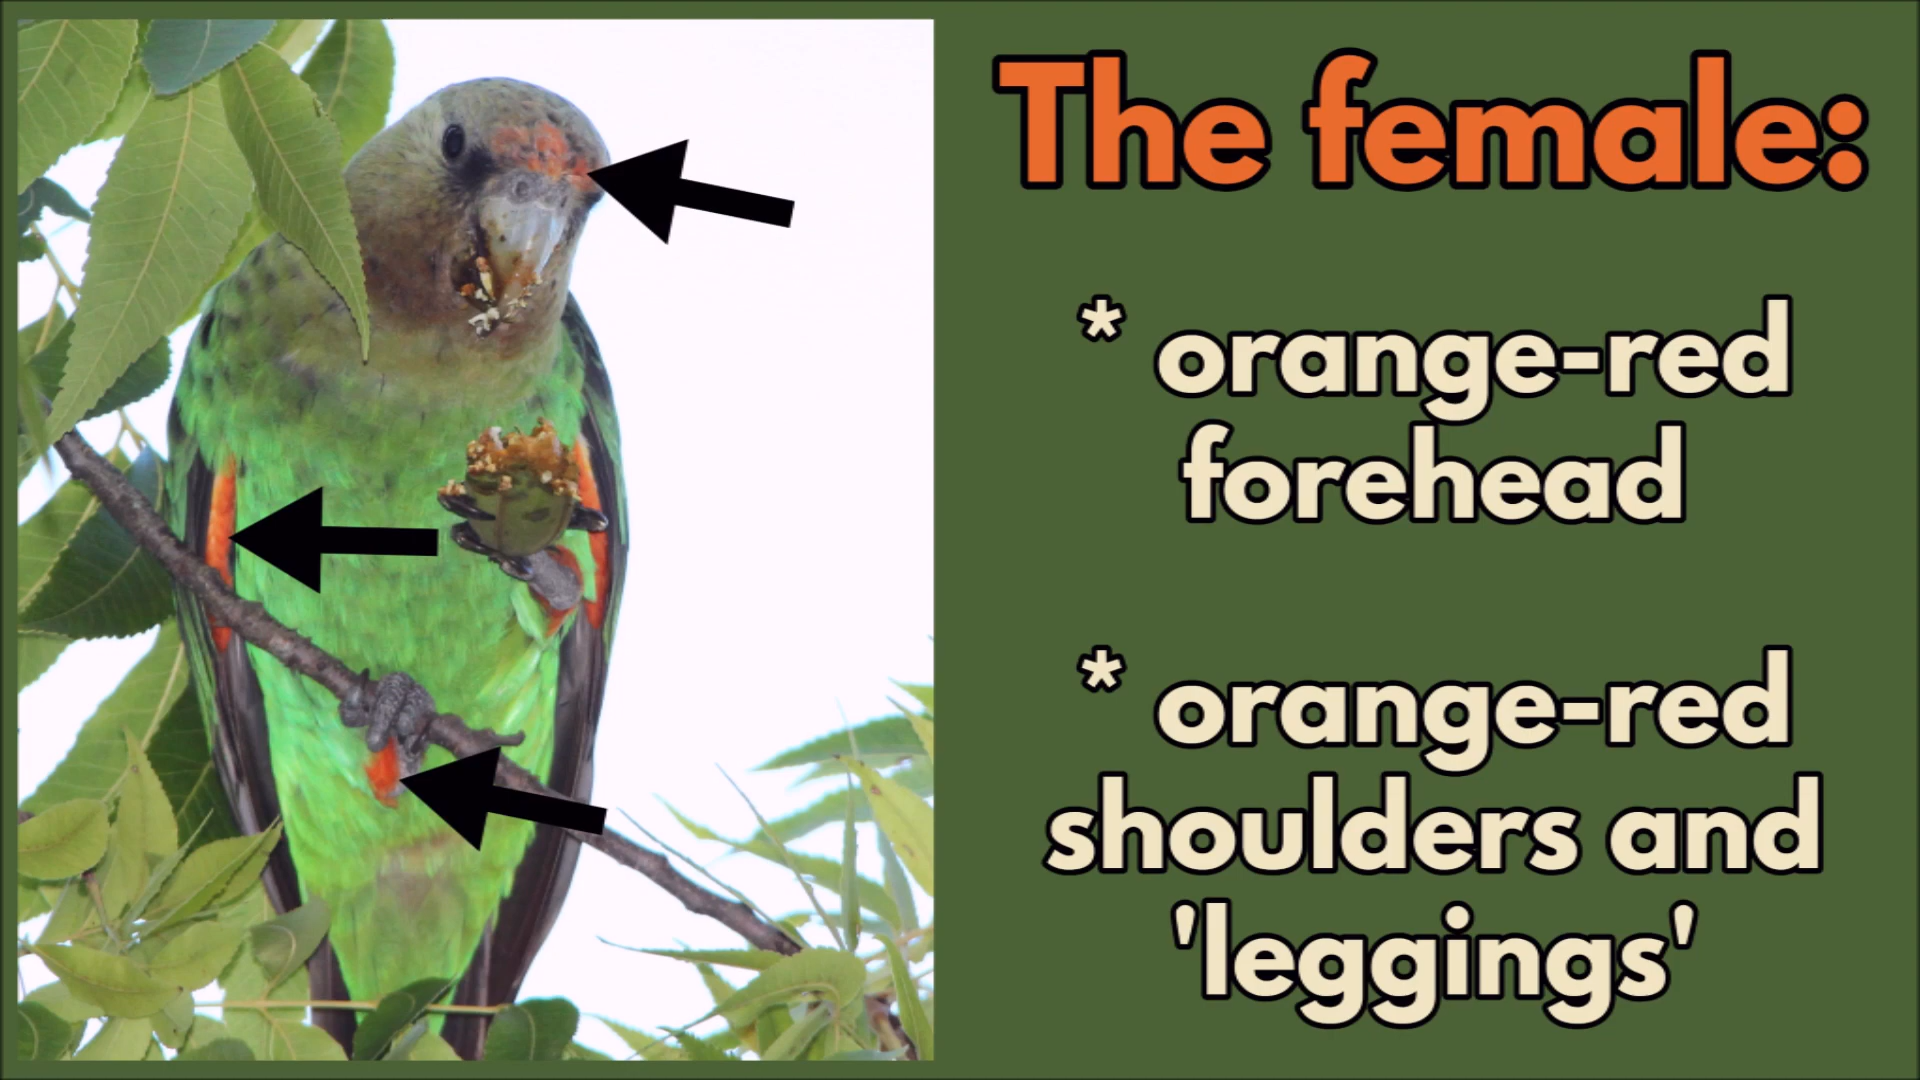 The female:
* orange-red
forehead
* orange-red
shoulders and
'leggings'